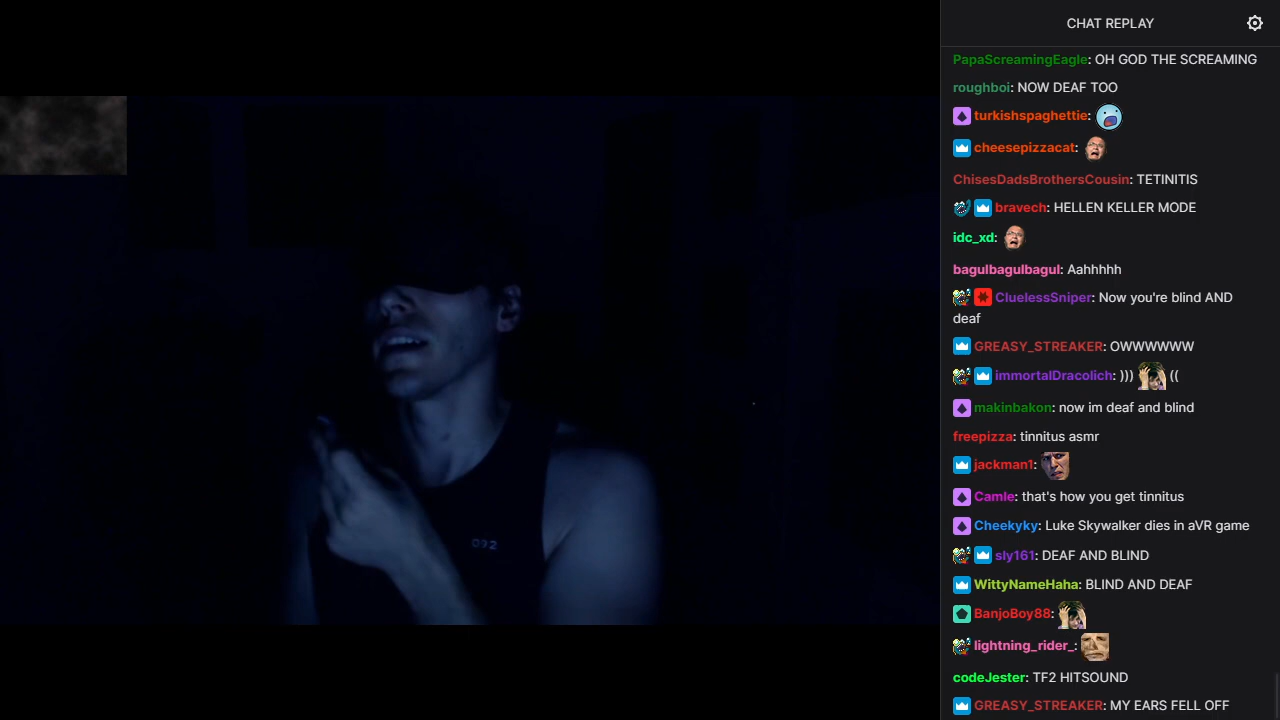 CHAT REPLAY
PapaScreamingEagle: OH GOD THE SCREAMING
roughboi: NOW DEAF TOO
turkishspaghettie:
cheesepizzacat:
ChisesDadsBrothersCousin: TETINITIS
bravech: HELLEN KELLER MODE
idc_xd:
bagulbagulbagul: Aahhhhh
CluelessSniper: Now you're blind AND
deaf
GREASY_STREAKER: OWWWWWW
immortalDracolich: ))) ((
makinbakon: now im deaf and blind
freepizza: tinnitus asmr
jackman1:
Camle: that's how you get tinnitus
Cheekyky: Luke Skywalker dies in aVR game
sly161: DEAF AND BLIND
WittyNameHaha: BLIND AND DEAF
BanjoBoy88:
lightning_rider_:
codeJester: TF2 HITSOUND
GREASY_STREAKER: MY EARS FELL OFF
092